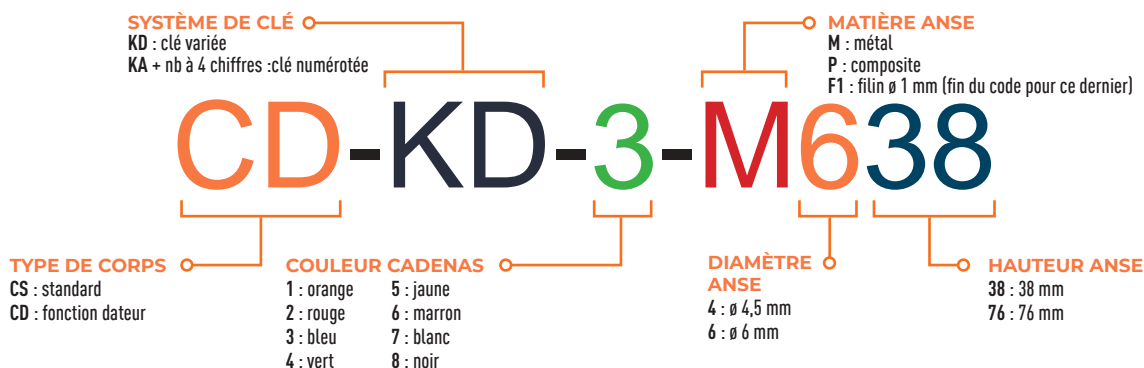 SYSTÈME DE CLÉ
KD : clé variée
KA + nb à 4 chiffres :clé numérotée
MATIÈRE ANSE
M : métal
P : composite
F1 : filin ø 1 mm (fin du code pour ce dernier)
CD-KD-3-M638
TYPE DE CORPS
CS : standard
CD : fonction dateur
COULEUR CADENAS
1 : orange
2 : rouge
3 : bleu
4 : vert
5 : jaune
6 : marron
7 : blanc
8 : noir
DIAMÈTRE
ANSE
4 : ø 4,5 mm
6 : ø 6 mm
HAUTEUR ANSE
38 : 38 mm
76 : 76 mm